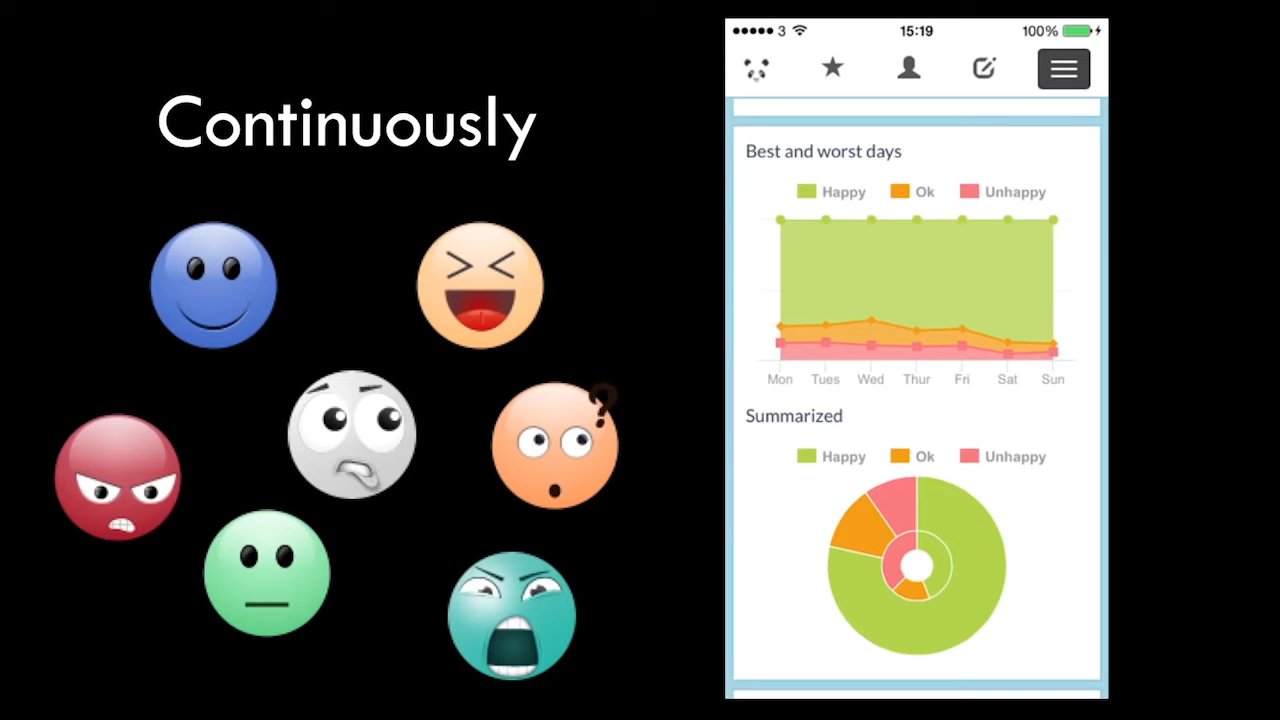 Continuously
?
3 15:19 100%
Best and worst days
Happy Ok Unhappy
Mon Tues Wed Thur Fri Sat Sun
Summarized
Happy Ok Unhappy